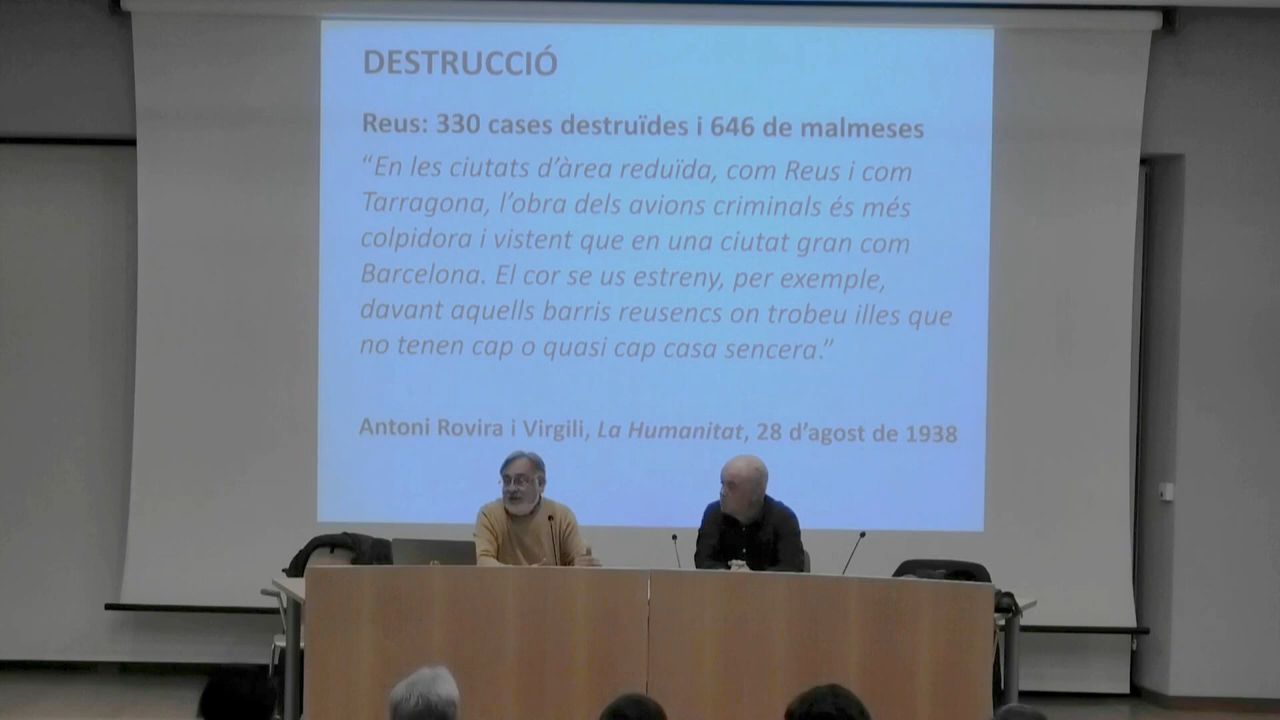 DESTRUCCIÓ
Reus: 330 cases destruïdes i 646 de malmeses
“En les ciutats d’àrea reduïda, com Reus i com
Tarragona, l’obra dels avions criminals és més
colpidora i vistent que en una ciutat gran com
Barcelona. El cor se us estreny, per exemple,
davant aquells barris reusencs on trobeu illes que
no tenen cap o quasi cap casa sencera.”
Antoni Rovira i Virgili, La Humanitat, 28 d’agost de 1938